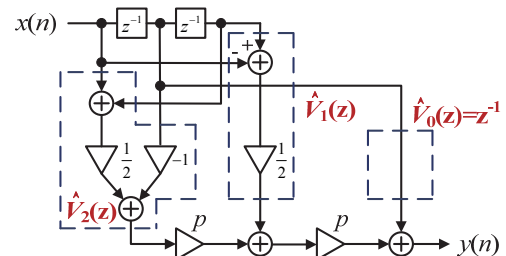 x(n) z⁻¹ z⁻¹
- +
V̂₁(z) V̂₀(z)=z⁻¹
1/2 -1 1/2
V̂₂(z)
p p y(n)